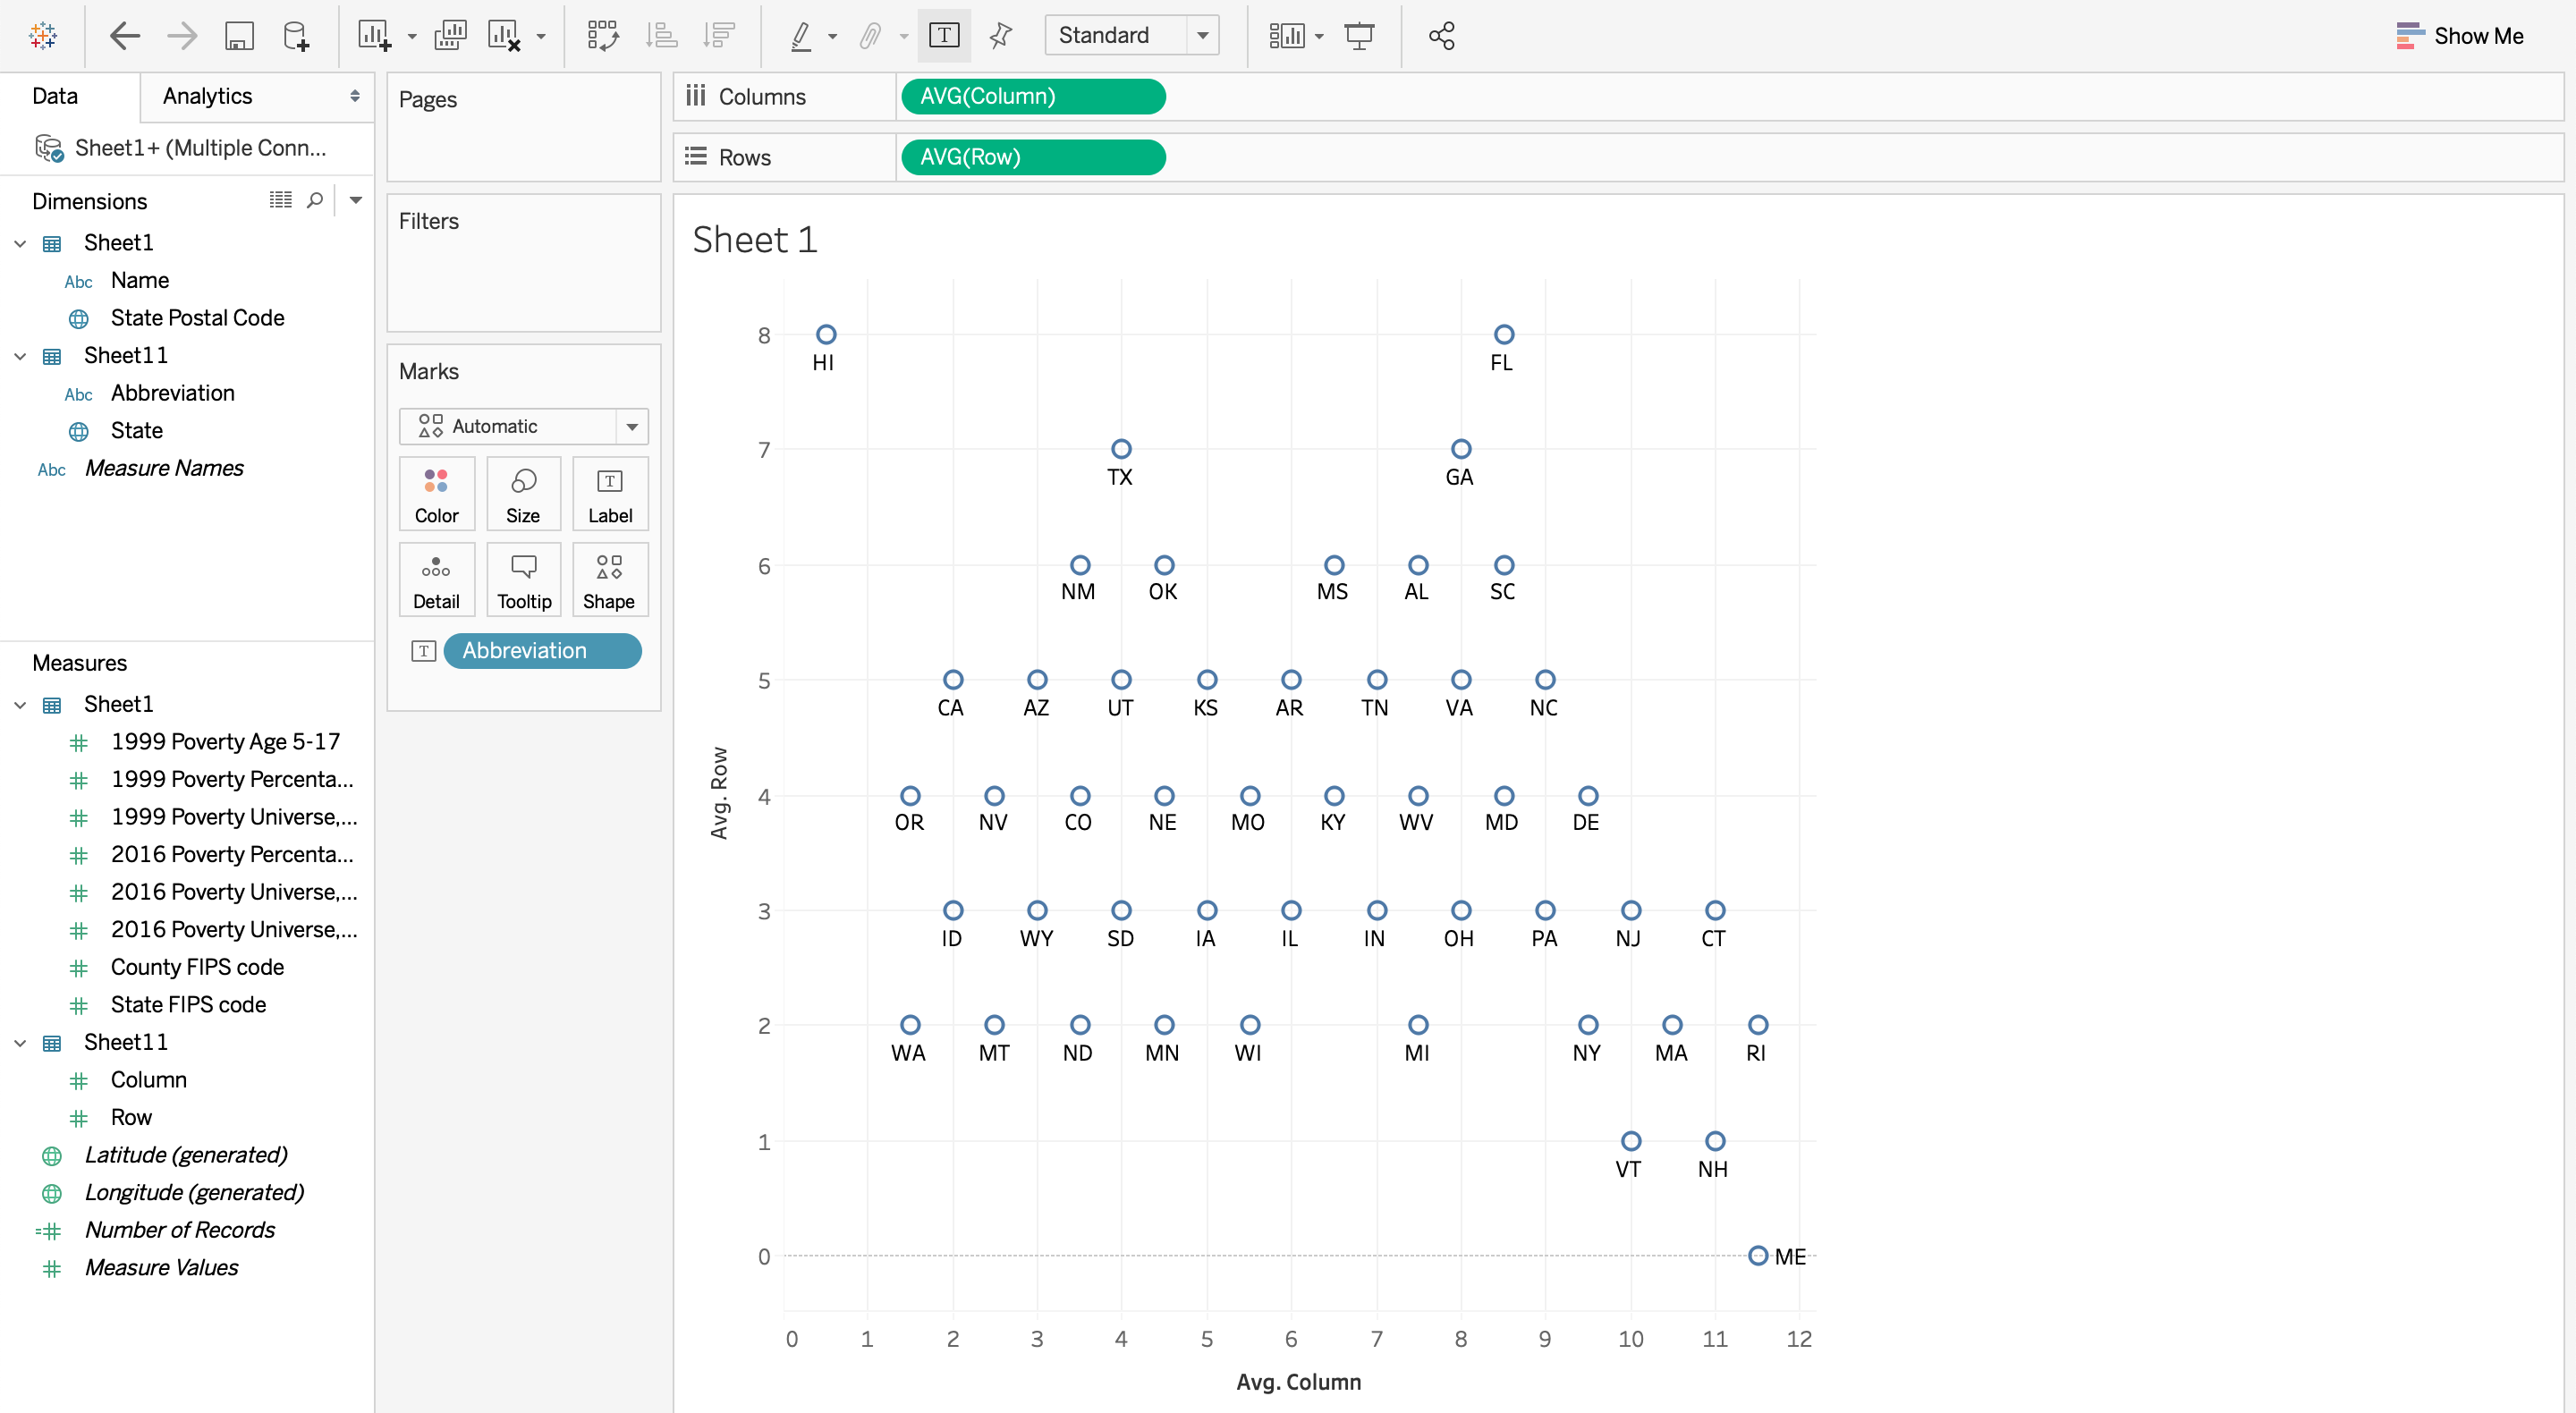 Standard
Show Me
Data
Analytics
Sheet1+ (Multiple Conn...
Dimensions
Sheet1
Abc Name
State Postal Code
Sheet11
Abc Abbreviation
State
Abc Measure Names
Measures
Sheet1
1999 Poverty Age 5-17
1999 Poverty Percenta...
1999 Poverty Universe,...
2016 Poverty Percenta...
2016 Poverty Universe,...
2016 Poverty Universe,...
County FIPS code
State FIPS code
Sheet11
Column
Row
Latitude (generated)
Longitude (generated)
=# Number of Records
Measure Values
Pages
Filters
Marks
Automatic
Color Size T Label
Detail Tooltip Shape
T Abbreviation
Columns AVG(Column)
Rows AVG(Row)
Sheet 1
8
HI FL
7
TX GA
6
NM OK MS AL SC
5
CA AZ UT KS AR TN VA NC
4
OR NV CO NE MO KY WV MD DE
3
ID WY SD IA IL IN OH PA NJ CT
2
WA MT ND MN WI MI NY MA RI
1
VT NH
0 ME
Avg. Row
0 1 2 3 4 5 6 7 8 9 10 11 12
Avg. Column